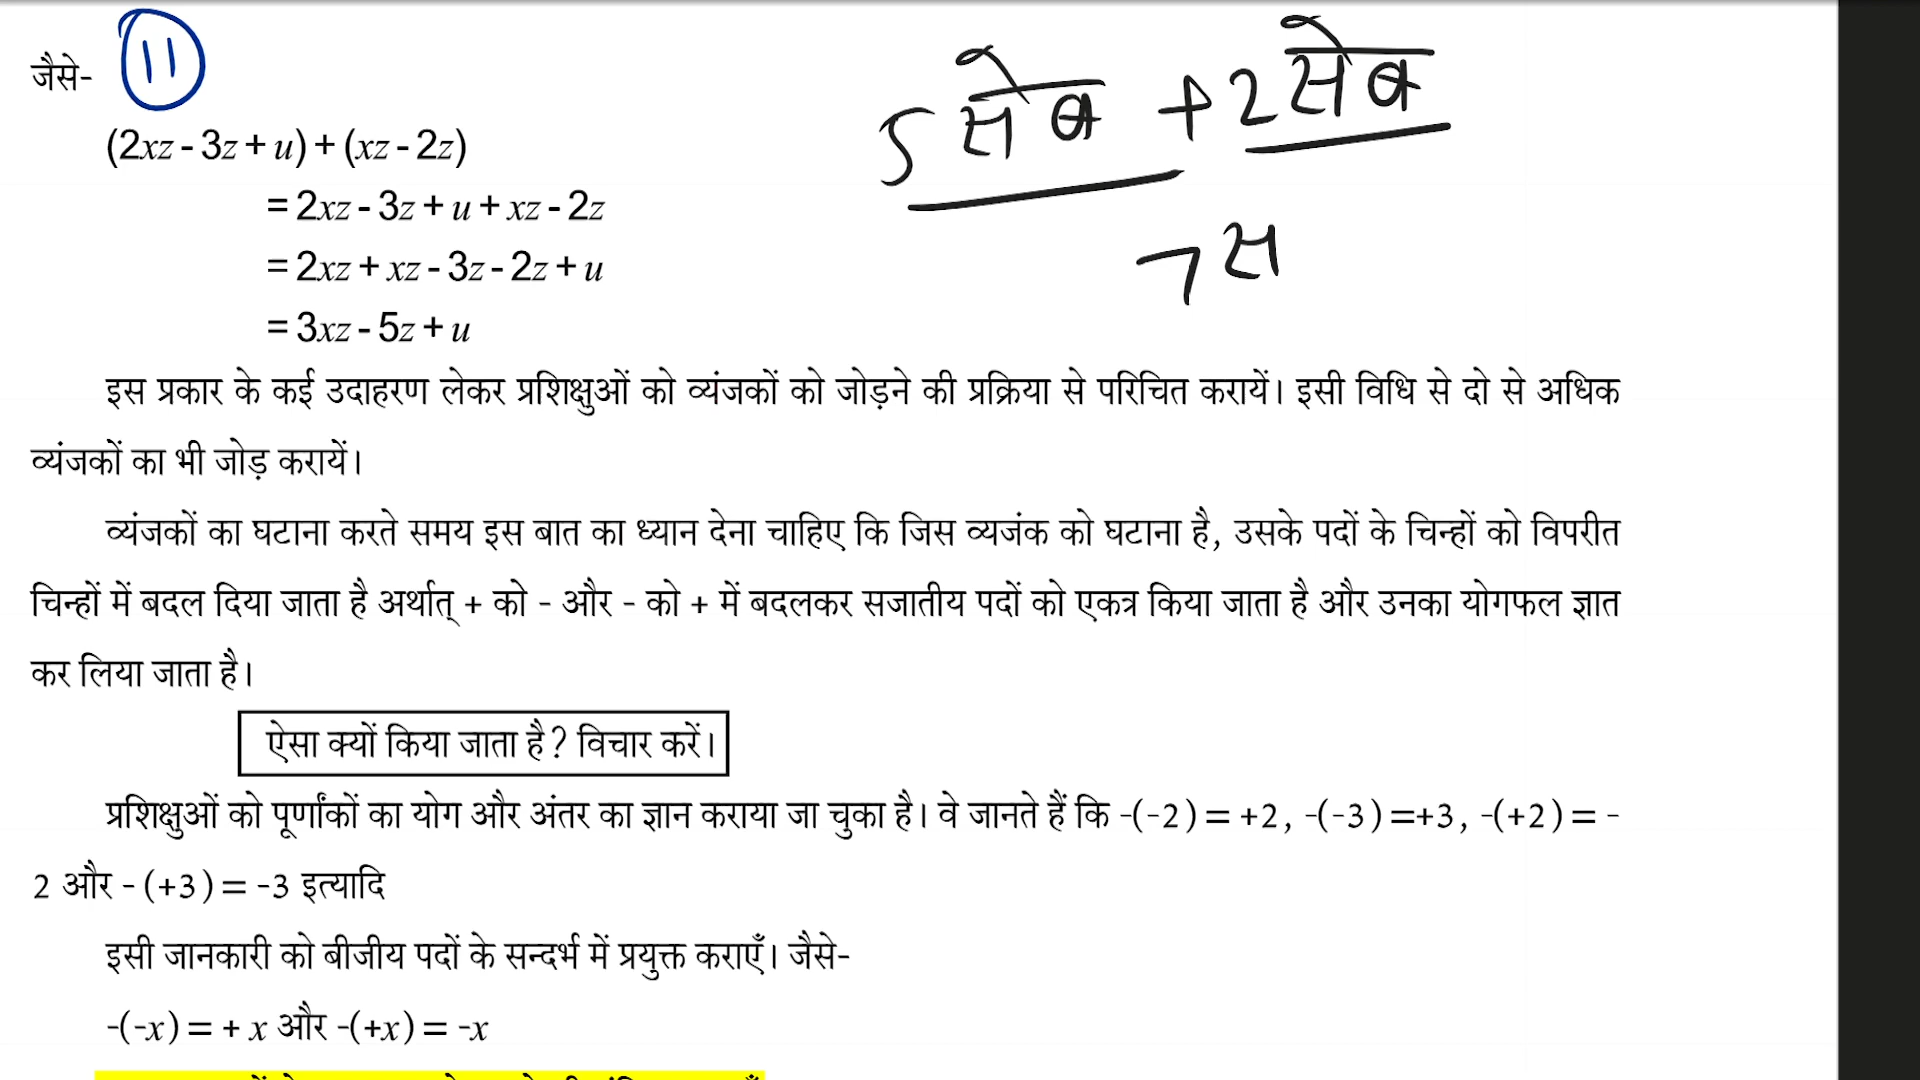 जैसे-
11
5 सेब + 2 सेब
7 स
(2xz - 3z + u) + (xz - 2z)
= 2xz - 3z + u + xz - 2z
= 2xz + xz - 3z - 2z + u
= 3xz - 5z + u
इस प्रकार के कई उदाहरण लेकर प्रशिक्षुओं को व्यंजकों को जोड़ने की प्रक्रिया से परिचित करायें। इसी विधि से दो से अधिक
व्यंजकों का भी जोड़ करायें।
व्यंजकों का घटाना करते समय इस बात का ध्यान देना चाहिए कि जिस व्यजंक को घटाना है, उसके पदों के चिन्हों को विपरीत
चिन्हों में बदल दिया जाता है अर्थात् + को - और - को + में बदलकर सजातीय पदों को एकत्र किया जाता है और उनका योगफल ज्ञात
कर लिया जाता है।
ऐसा क्यों किया जाता है? विचार करें।
प्रशिक्षुओं को पूर्णांकों का योग और अंतर का ज्ञान कराया जा चुका है। वे जानते हैं कि -(-2) = +2, -(-3) =+3, -(+2) = -
2 और - (+3) = -3 इत्यादि
इसी जानकारी को बीजीय पदों के सन्दर्भ में प्रयुक्त कराएँ। जैसे-
-(-x) = + x और -(+x) = -x